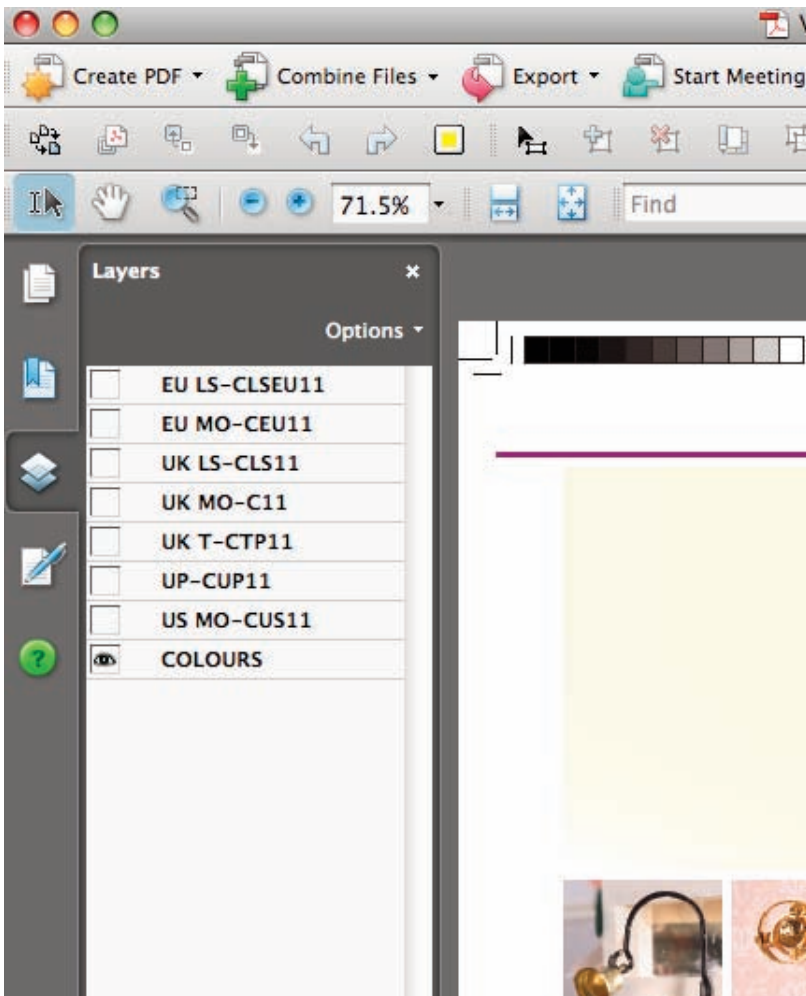 Create PDF Combine Files Export Start Meeting
71.5% Find
Layers
Options
EU LS-CLSEU11
EU MO-CEU11
UK LS-CLS11
UK MO-C11
UK T-CTP11
UP-CUP11
US MO-CUS11
COLOURS